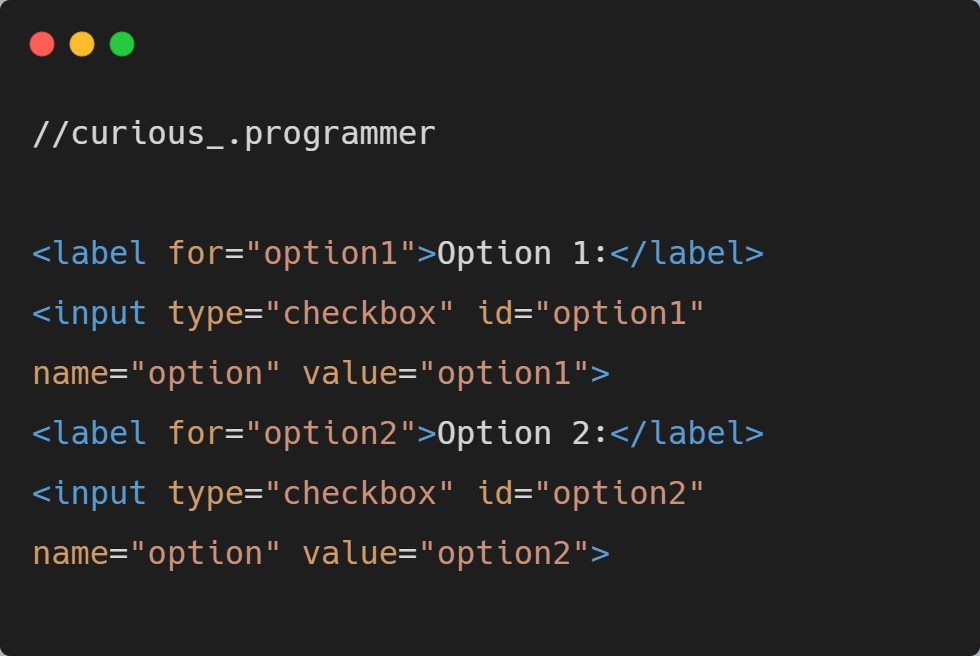 //curious_.programmer
<label for="option1">Option 1:</label>
<input type="checkbox" id="option1"
name="option" value="option1">
<label for="option2">Option 2:</label>
<input type="checkbox" id="option2"
name="option" value="option2">